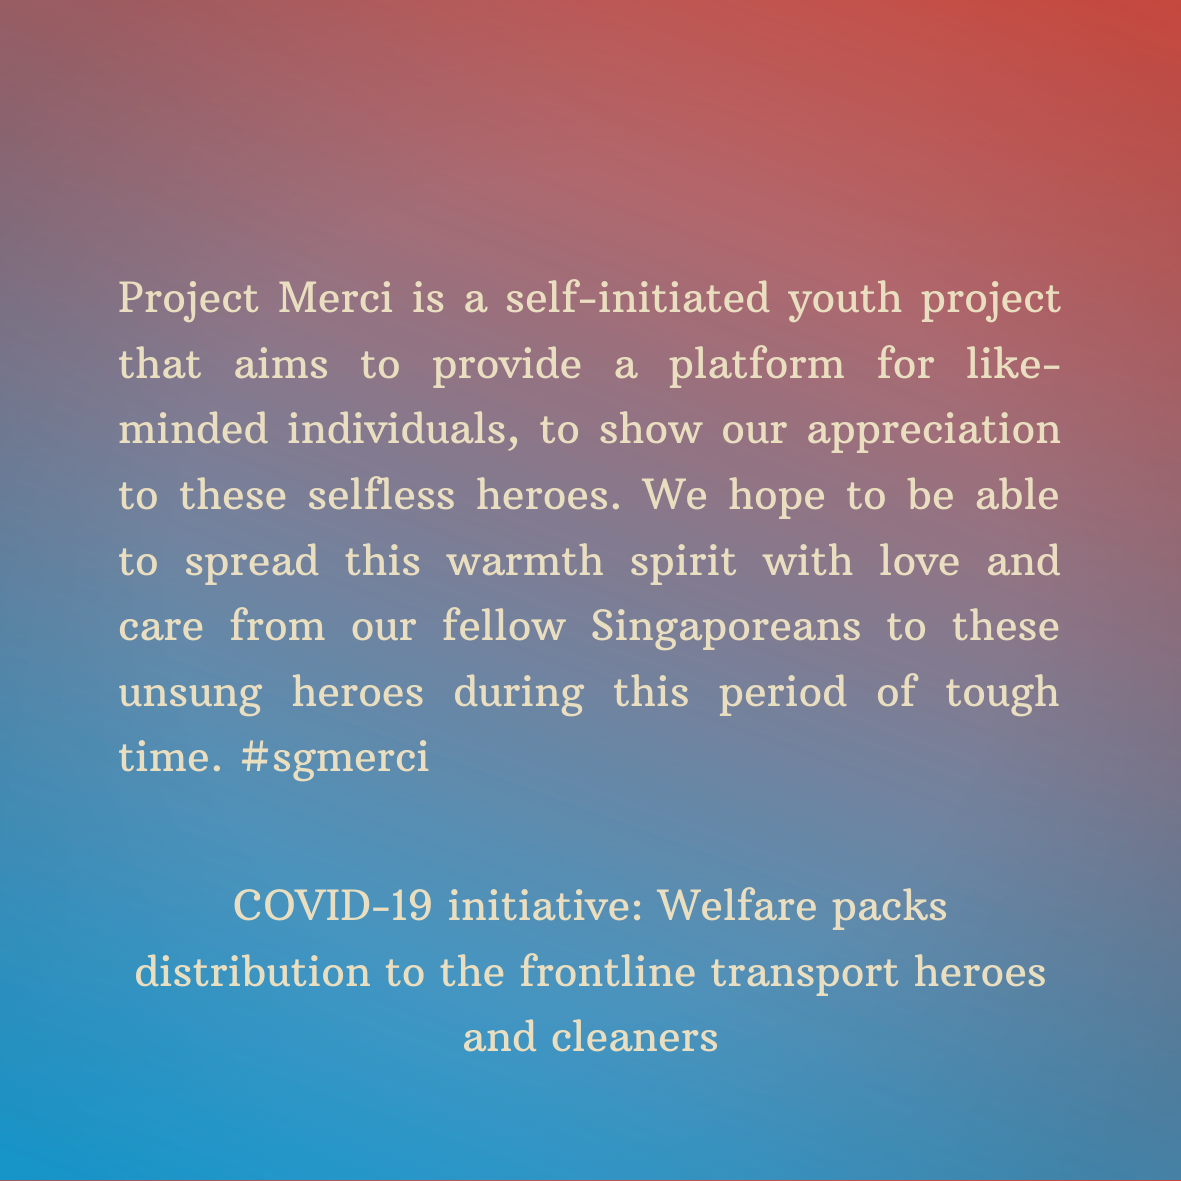 Project Merci is a self-initiated youth project
that aims to provide a platform for like-
minded individuals, to show our appreciation
to these selfless heroes. We hope to be able
to spread this warmth spirit with love and
care from our fellow Singaporeans to these
unsung heroes during this period of tough
time. #sgmerci
COVID-19 initiative: Welfare packs
distribution to the frontline transport heroes
and cleaners